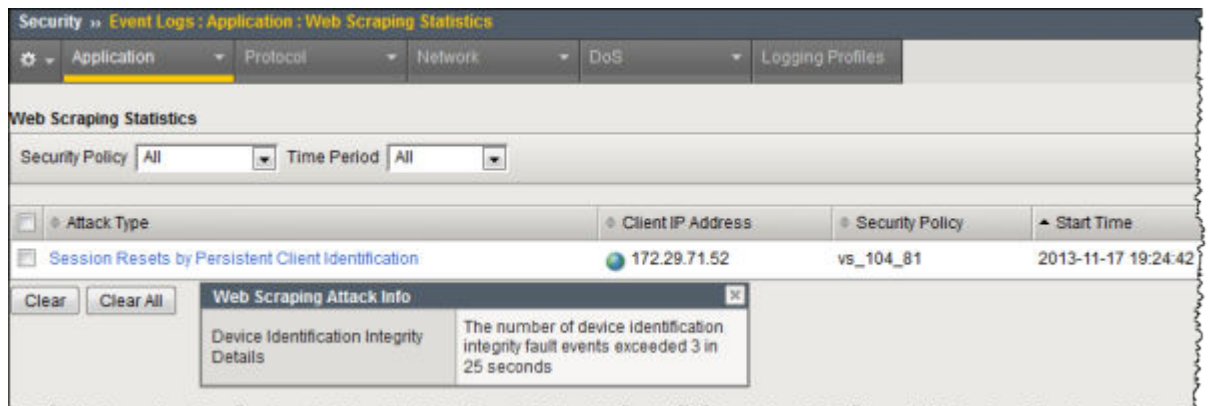 Security » Event Logs : Application : Web Scraping Statistics
Application Protocol Network DoS Logging Profiles
Web Scraping Statistics
Security Policy All Time Period All
Attack Type Client IP Address Security Policy Start Time
Session Resets by Persistent Client Identification 172.29.71.52 vs_104_81 2013-11-17 19:24:42
Clear Clear All
Web Scraping Attack Info
Device Identification Integrity
Details
The number of device identification
integrity fault events exceeded 3 in
25 seconds